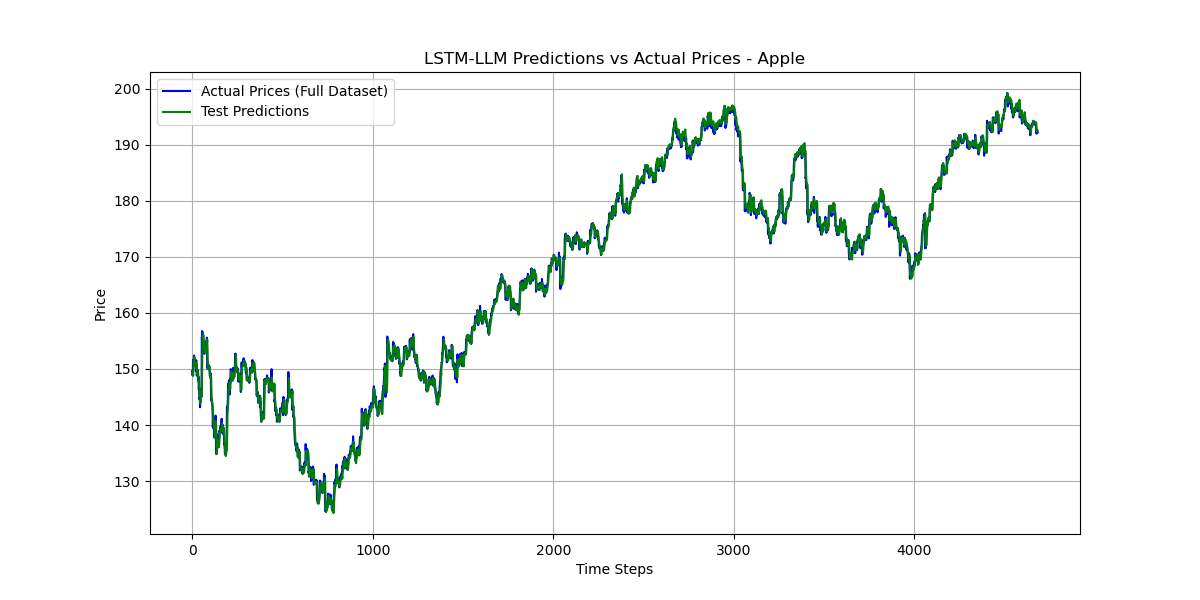 LSTM-LLM Predictions vs Actual Prices - Apple
Actual Prices (Full Dataset)
Test Predictions
200
190
180
170
160
150
140
130
Price
0 1000 2000 3000 4000
Time Steps